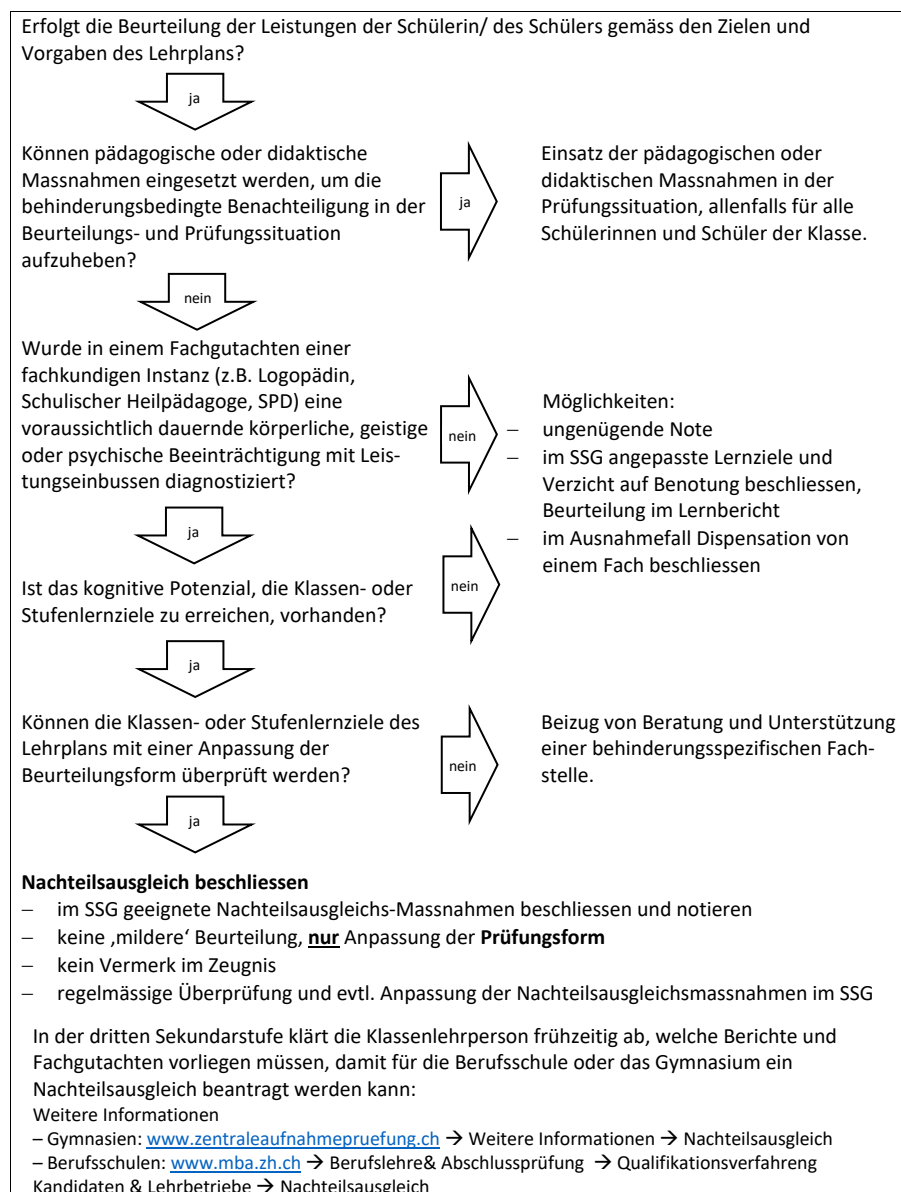 Erfolgt die Beurteilung der Leistungen der Schülerin/ des Schülers gemäss den Zielen und
Vorgaben des Lehrplans?
ja
Können pädagogische oder didaktische
Massnahmen eingesetzt werden, um die
behinderungsbedingte Benachteiligung in der
Beurteilungs- und Prüfungssituation
aufzuheben?
ja
Einsatz der pädagogischen oder
didaktischen Massnahmen in der
Prüfungssituation, allenfalls für alle
Schülerinnen und Schüler der Klasse.
nein
Wurde in einem Fachgutachten einer
fachkundigen Instanz (z.B. Logopädin,
Schulischer Heilpädagoge, SPD) eine
voraussichtlich dauernde körperliche, geistige
oder psychische Beeinträchtigung mit Leis-
tungseinbussen diagnostiziert?
nein
Möglichkeiten:
– ungenügende Note
– im SSG angepasste Lernziele und
Verzicht auf Benotung beschliessen,
Beurteilung im Lernbericht
– im Ausnahmefall Dispensation von
einem Fach beschliessen
ja
Ist das kognitive Potenzial, die Klassen- oder
Stufenlernziele zu erreichen, vorhanden?
nein
ja
Können die Klassen- oder Stufenlernziele des
Lehrplans mit einer Anpassung der
Beurteilungsform überprüft werden?
nein
Beizug von Beratung und Unterstützung
einer behinderungsspezifischen Fach-
stelle.
ja
Nachteilsausgleich beschliessen
– im SSG geeignete Nachteilsausgleichs-Massnahmen beschliessen und notieren
– keine ‚mildere‘ Beurteilung, nur Anpassung der Prüfungsform
– kein Vermerk im Zeugnis
– regelmässige Überprüfung und evtl. Anpassung der Nachteilsausgleichsmassnahmen im SSG
In der dritten Sekundarstufe klärt die Klassenlehrperson frühzeitig ab, welche Berichte und
Fachgutachten vorliegen müssen, damit für die Berufsschule oder das Gymnasium ein
Nachteilsausgleich beantragt werden kann:
Weitere Informationen
– Gymnasien: www.zentraleaufnahmepruefung.ch → Weitere Informationen → Nachteilsausgleich
– Berufsschulen: www.mba.zh.ch → Berufslehre& Abschlussprüfung → Qualifikationsverfahreng
Kandidaten & Lehrbetriebe → Nachteilsausgleich